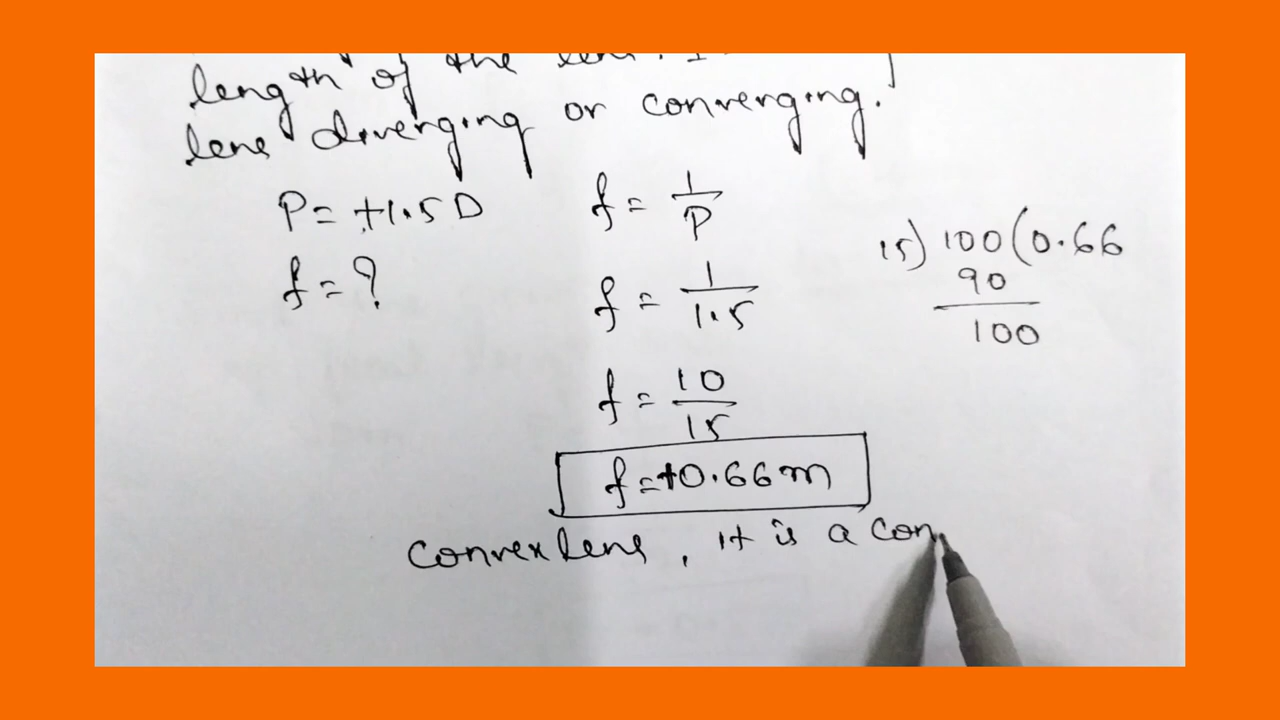 length of the lens. I
lens diverging or converging.
P = +1.5 D
f = ?
f = 1/P
f = 1/1.5
f = 10/15
f = +0.66 m
15) 100 (0.66
90
100
Convex lens, it is a con